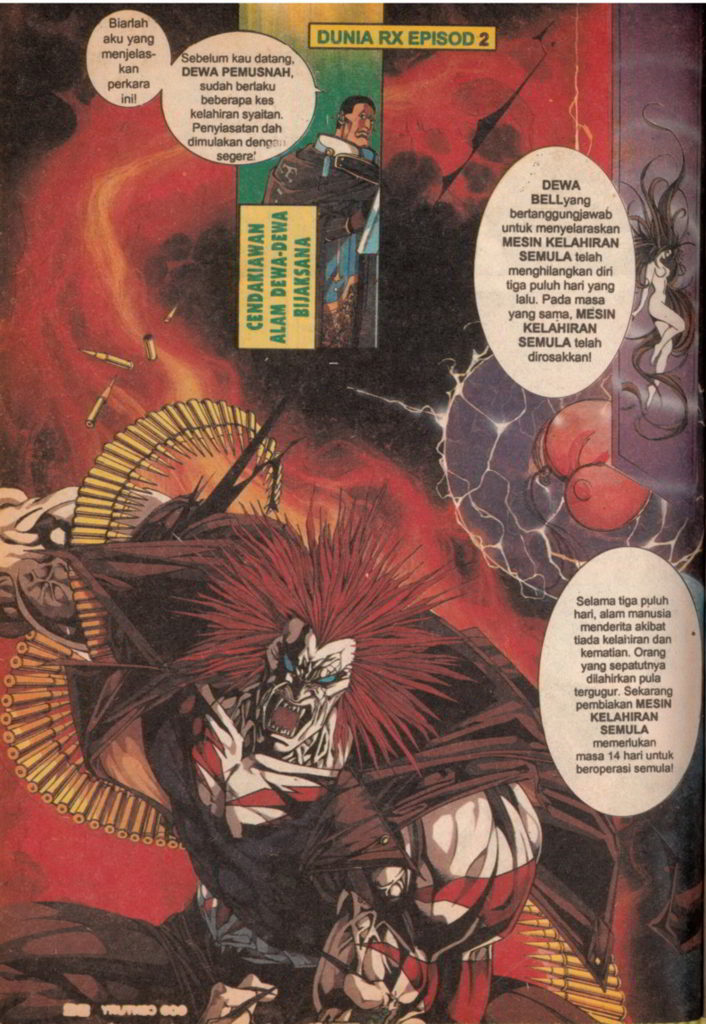 Biarlah
aku yang
menjelas-
kan
perkara
ini!
DUNIA RX EPISOD 2
Sebelum kau datang,
DEWA PEMUSNAH,
sudah berlaku
beberapa kes
kelahiran syaitan.
Penyiasatan dah
dimulakan dengan
segera!
CENDAKIAWAN
ALAM DEWA-DEWA
BIJAKSANA
DEWA
BELLyang
bertanggungjawab
untuk menyelaraskan
MESIN KELAHIRAN
SEMULA telah
menghilangkan diri
tiga puluh hari yang
lalu. Pada masa
yang sama, MESIN
KELAHIRAN
SEMULA telah
dirosakkan!
Selama tiga puluh
hari, alam manusia
menderita akibat
tiada kelahiran dan
kematian. Orang
yang sepatutnya
dilahirkan pula
tergugur. Sekarang
pembiakan MESIN
KELAHIRAN
SEMULA
memerlukan
masa 14 hari untuk
beroperasi semula!